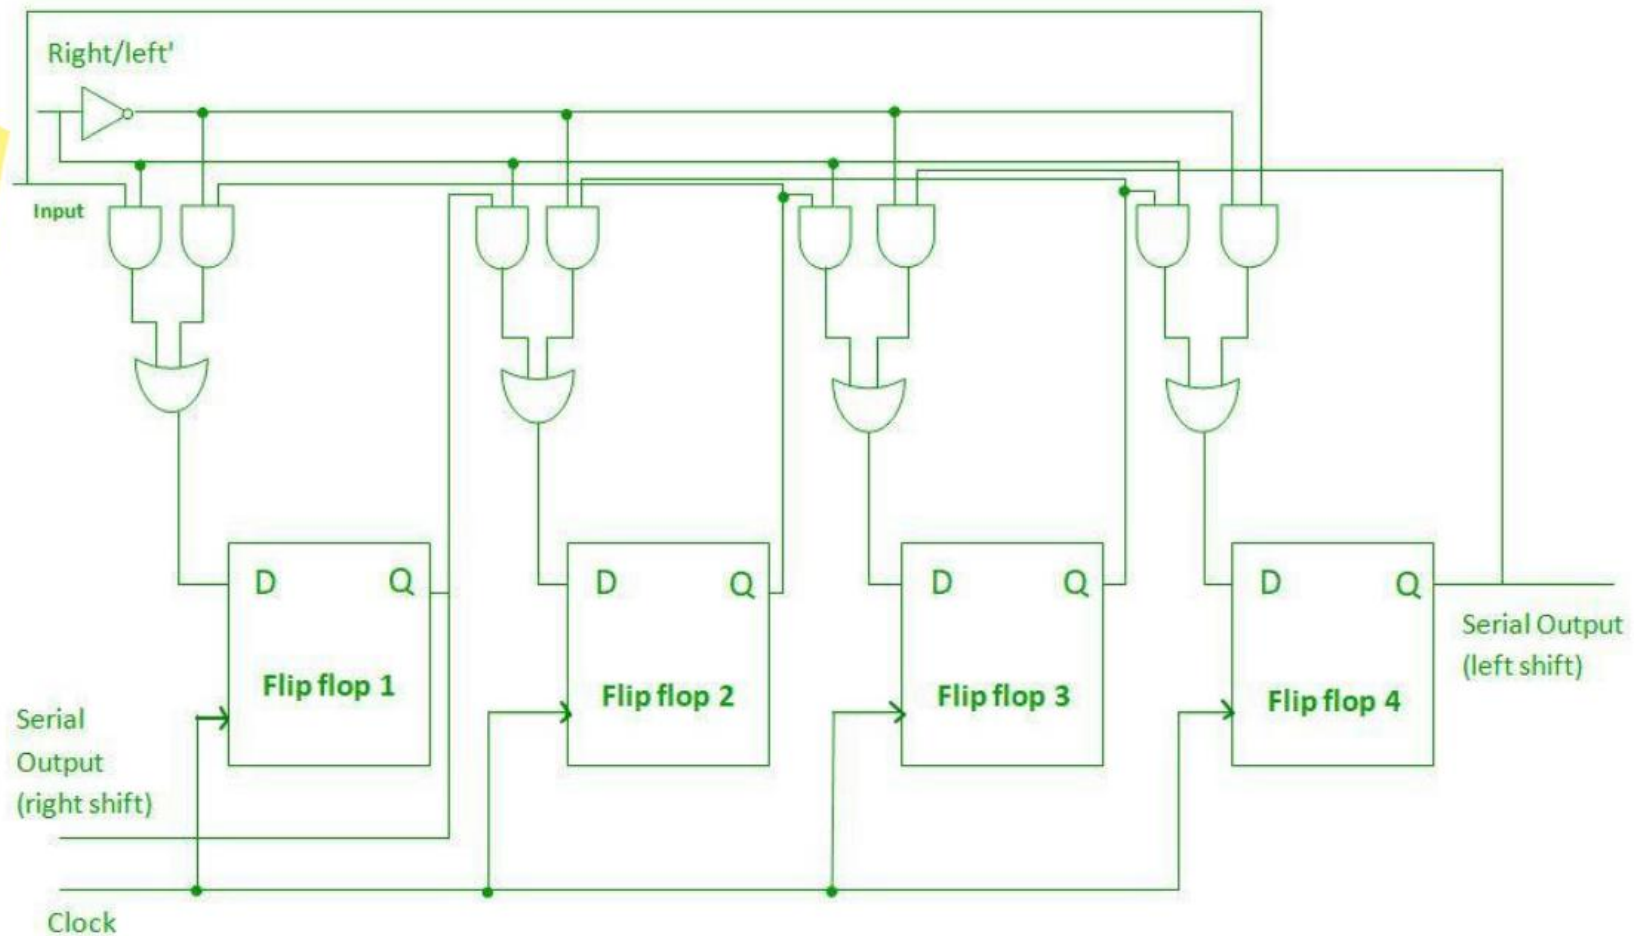 Right/left'
Input
D
Q
Flip flop 1
D
Q
Flip flop 2
D
Q
Flip flop 3
D
Q
Flip flop 4
Serial Output
(left shift)
Serial
Output
(right shift)
Clock